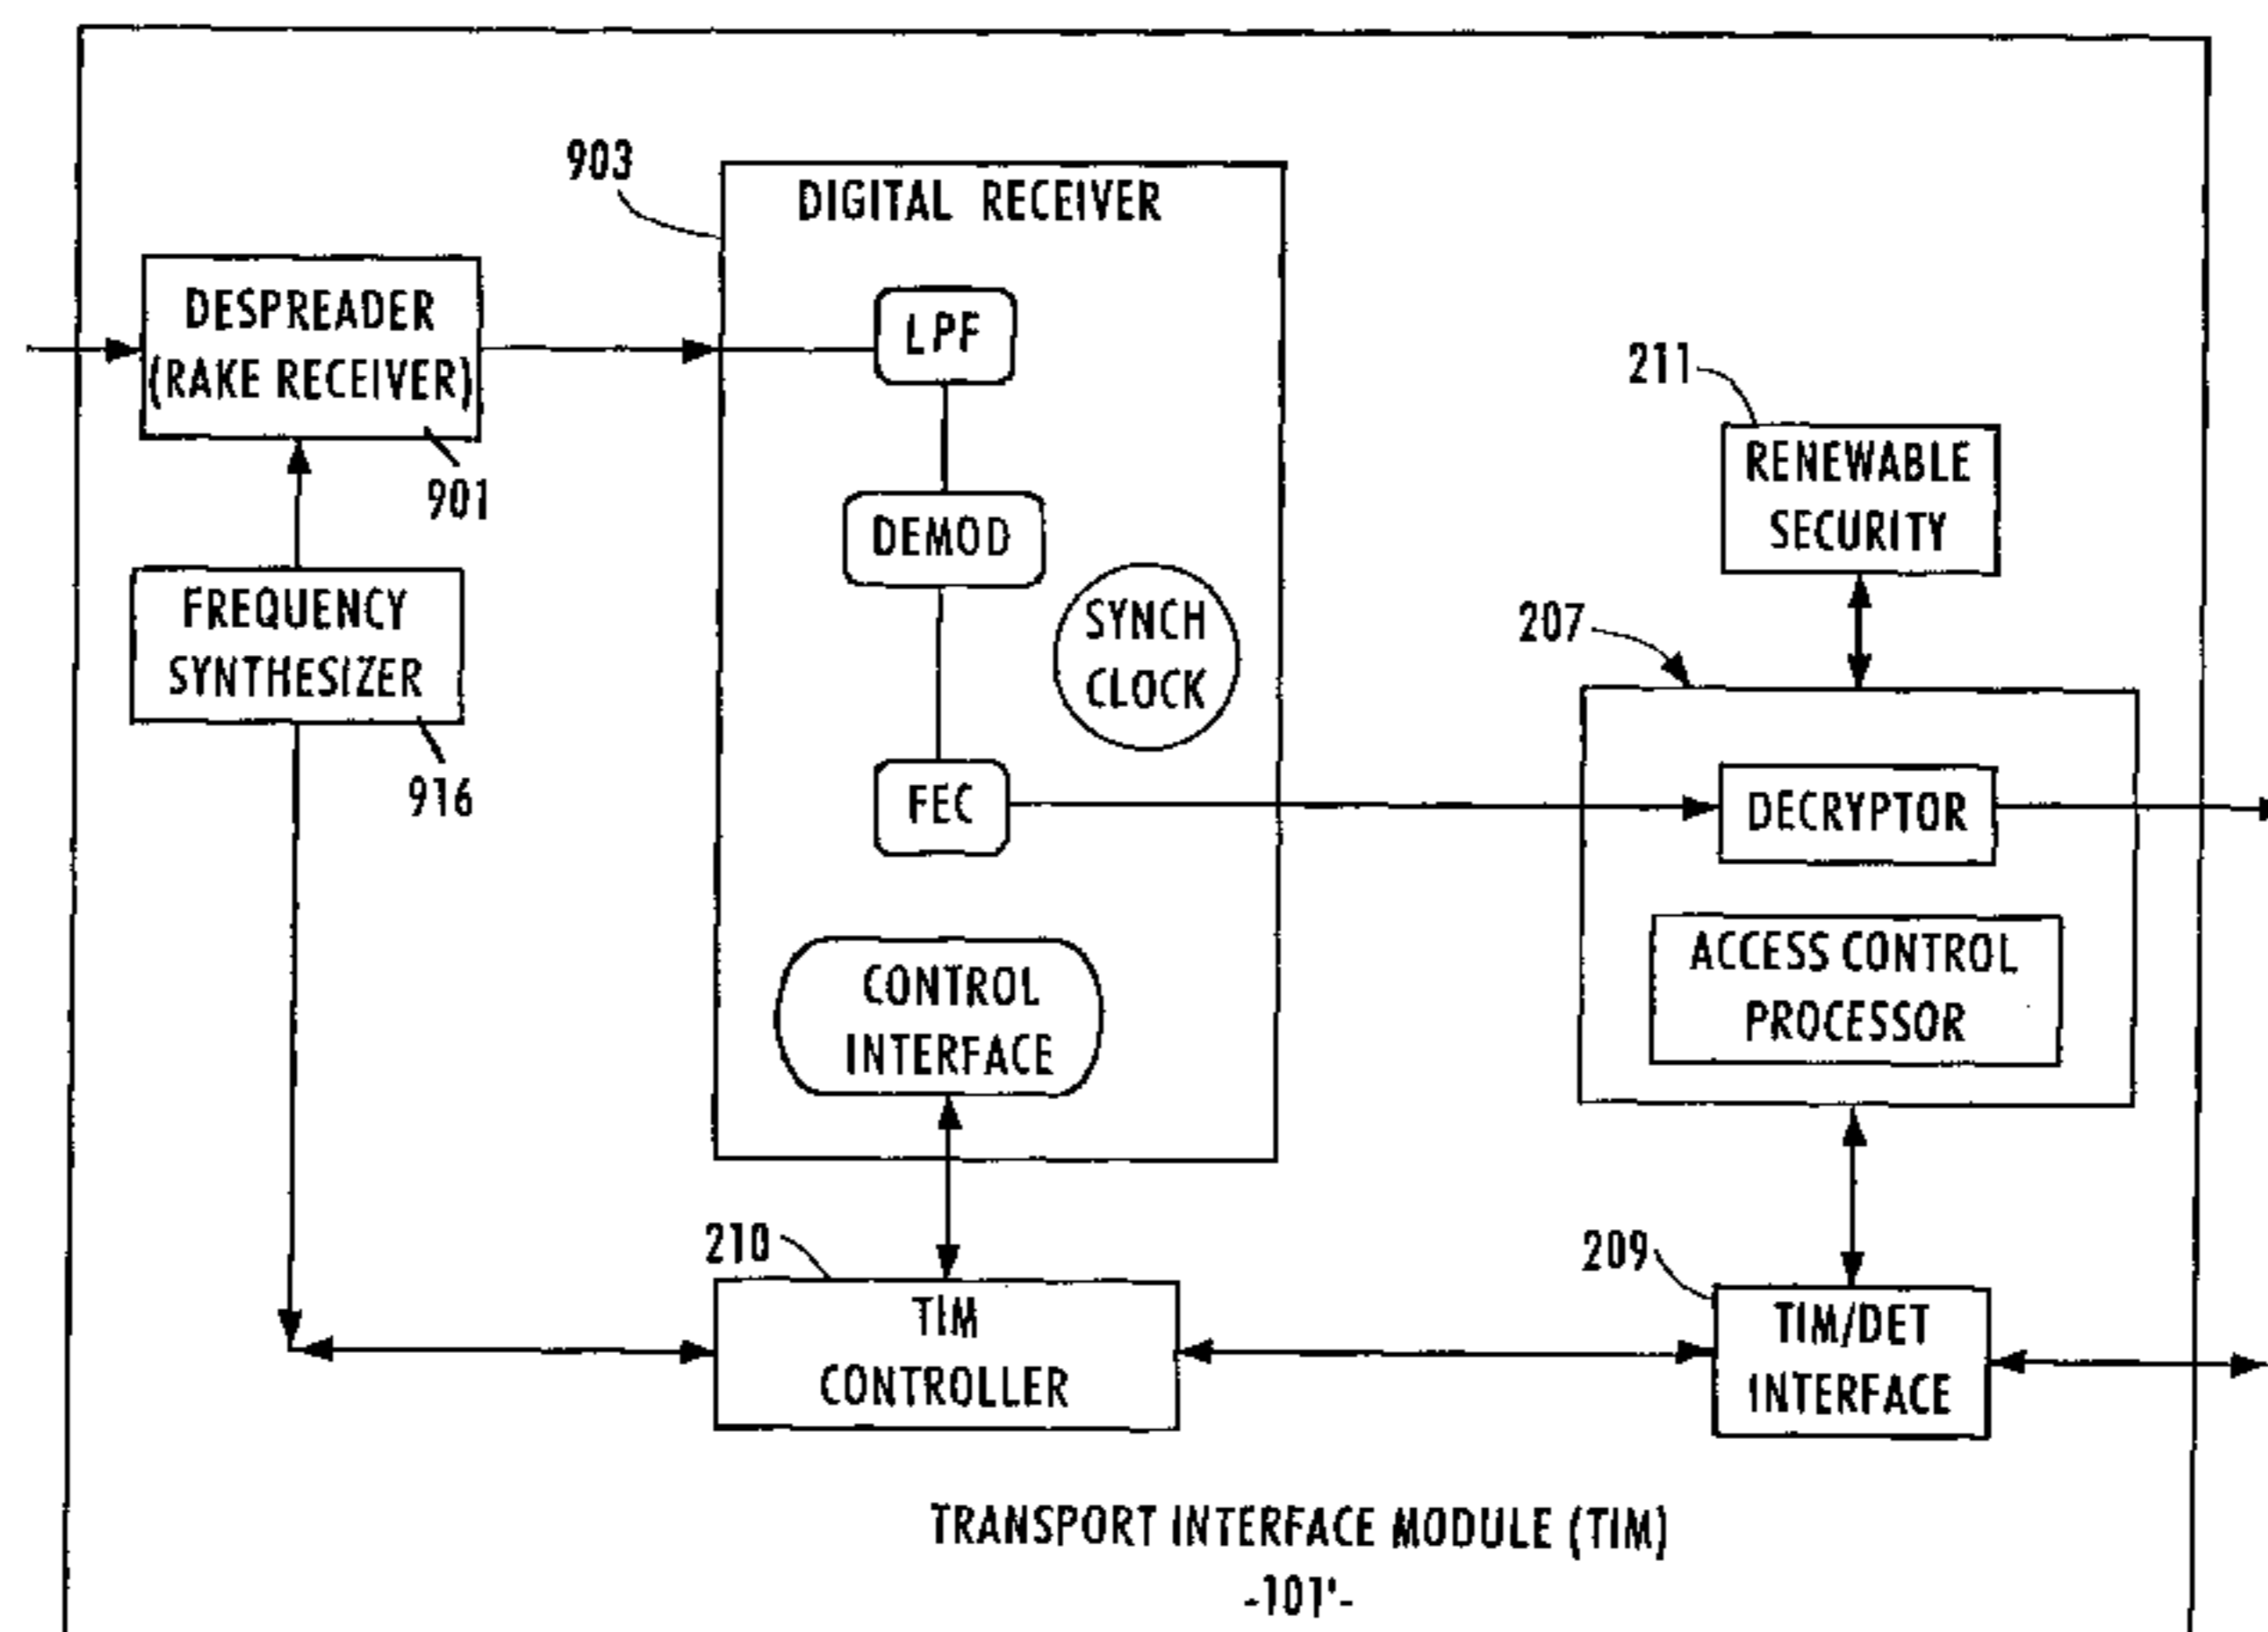 903
DIGITAL RECEIVER
DESPREADER
(RAKE RECEIVER)
901
LPF
211
RENEWABLE
SECURITY
DEMOD
FREQUENCY
SYNTHESIZER
916
SYNCH
CLOCK
207
FEC
DECRYPTOR
ACCESS CONTROL
PROCESSOR
CONTROL
INTERFACE
210
TIM
CONTROLLER
209
TIM/DET
INTERFACE
TRANSPORT INTERFACE MODULE (TIM)
-101'-